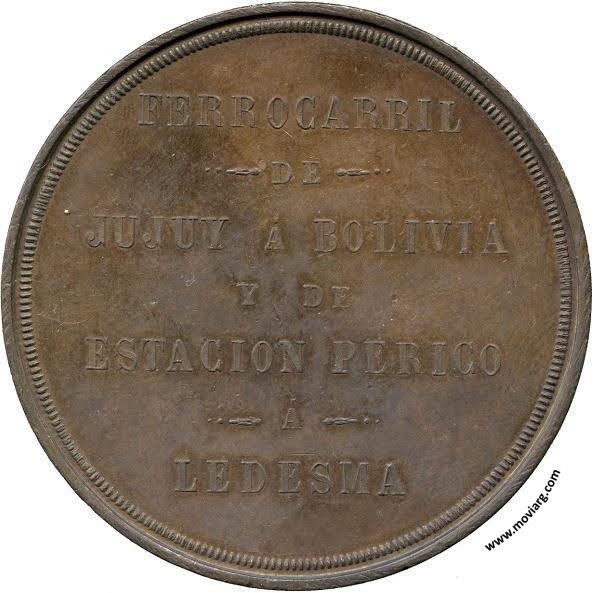 FERROCARRIL
DE
JUJUY A BOLIVIA
Y DE
ESTACION PERICO
A
LEDESMA
www.moviarg.com